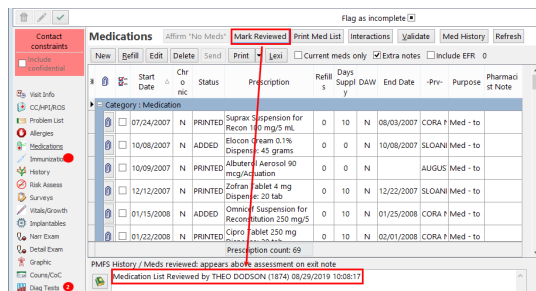 Flag as incomplete
Contact constraints
Include confidential
Medications
Affirm "No Meds" Mark Reviewed Print Med List Interactions Validate Med History Refresh
New Refill Edit Delete Send Print Lexi Current meds only Extra notes Include EFR 0
Start Date Chronic Status Prescription Refills Days Supply DAW End Date -Prv- Purpose Pharmacist Note
Category : Medication
07/24/2007 N PRINTED Suprax Suspension for Recon 100 mg/5 mL 0 10 N 08/03/2007 CORA N Med - to
10/08/2007 N ADDED Elocon Cream 0.1% Dispense: 45 grams 0 0 N 10/08/2007 SLOANI Med - to
10/09/2007 N PRINTED Albuterol Aerosol 90 mcg/Actuation 0 0 N AUGUS Med - to
12/12/2007 N PRINTED Zofran Tablet 4 mg Dispense: 20 tab 0 10 N 12/22/2007 SLOANI Med - to
01/15/2008 N ADDED Omnicef Suspension for Reconstitution 250 mg/5 0 10 N 01/25/2008 CORA N Med - to
01/22/2008 N PRINTED Cipro Tablet 250 mg 0 10 N 02/01/2008 CORA N Med - to
Prescription count: 69
Visit Info
CC/HPI/ROS
Problem List
Allergies
Medications
Immunizatio
History
Risk Assess
Surveys
Vitals/Growth
Implantables
Narr Exam
Detail Exam
Graphic
Couns/CoC
Diag Tests 2
PMFS History / Meds reviewed: appears above assessment on exit note
Medication List Reviewed by THEO DODSON (1874) 08/29/2019 10:08:17